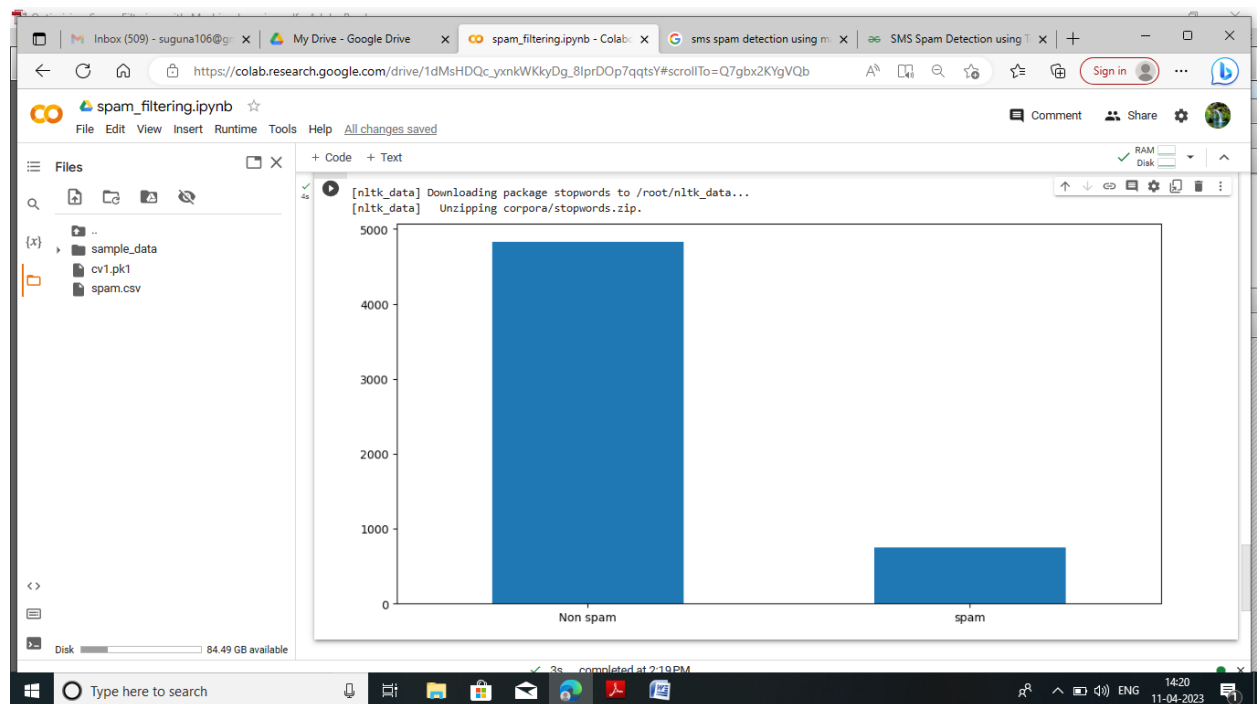 Inbox (509) - suguna106@g
My Drive - Google Drive
spam_filtering.ipynb - Colab
sms spam detection using m
SMS Spam Detection using T
https://colab.research.google.com/drive/1dMsHDQc_yxnkWKkyDg_8IprDOp7qqtsY#scrollTo=Q7gbx2KYgVQb
Sign in
spam_filtering.ipynb
File Edit View Insert Runtime Tools Help All changes saved
Comment
Share
Files
+ Code + Text
RAM
Disk
..
sample_data
cv1.pk1
spam.csv
{x}
4s
[nltk_data] Downloading package stopwords to /root/nltk_data...
[nltk_data] Unzipping corpora/stopwords.zip.
5000
4000
3000
2000
1000
0
Non spam
spam
Disk
84.49 GB available
3s completed at 2:19 PM
Type here to search
ENG
14:20
11-04-2023